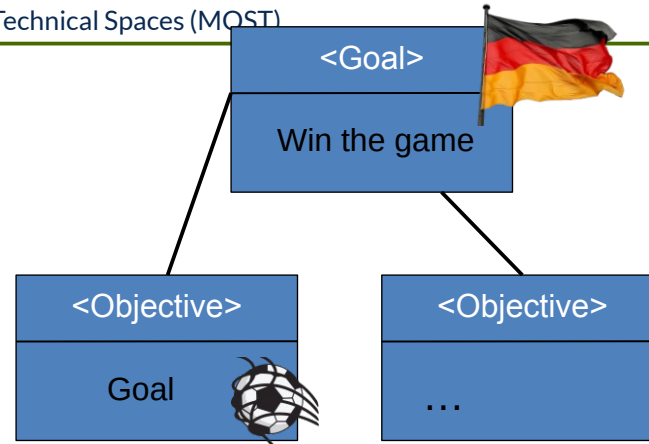 Technical Spaces (MOST)
<Goal>
Win the game
<Objective>
Goal
<Objective>
…